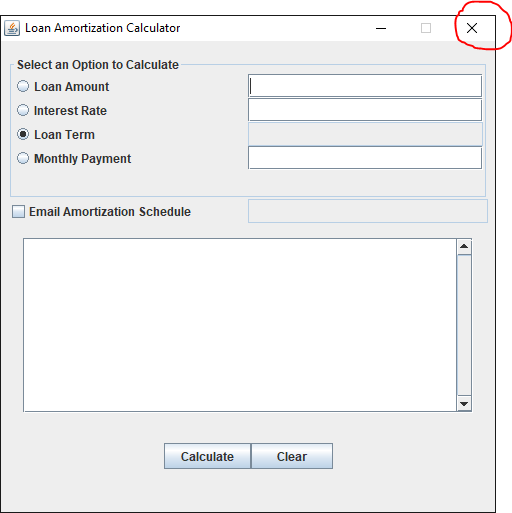 Loan Amortization Calculator
Select an Option to Calculate
Loan Amount
Interest Rate
Loan Term
Monthly Payment
Email Amortization Schedule
Calculate Clear